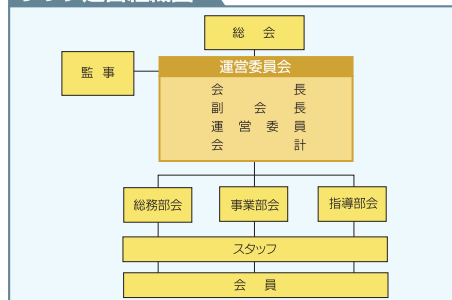 総会
監事
運営委員会
会長
副会長
運営委員
会計
総務部会
事業部会
指導部会
スタッフ
会員